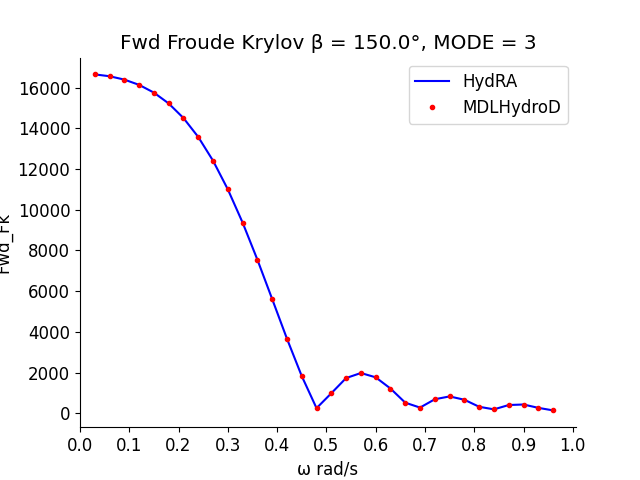 Fwd Froude Krylov β = 150.0°, MODE = 3
HydRA
MDLHydroD
Fwd_Fk
16000
14000
12000
10000
8000
6000
4000
2000
0
0.0 0.1 0.2 0.3 0.4 0.5 0.6 0.7 0.8 0.9 1.0
ω rad/s